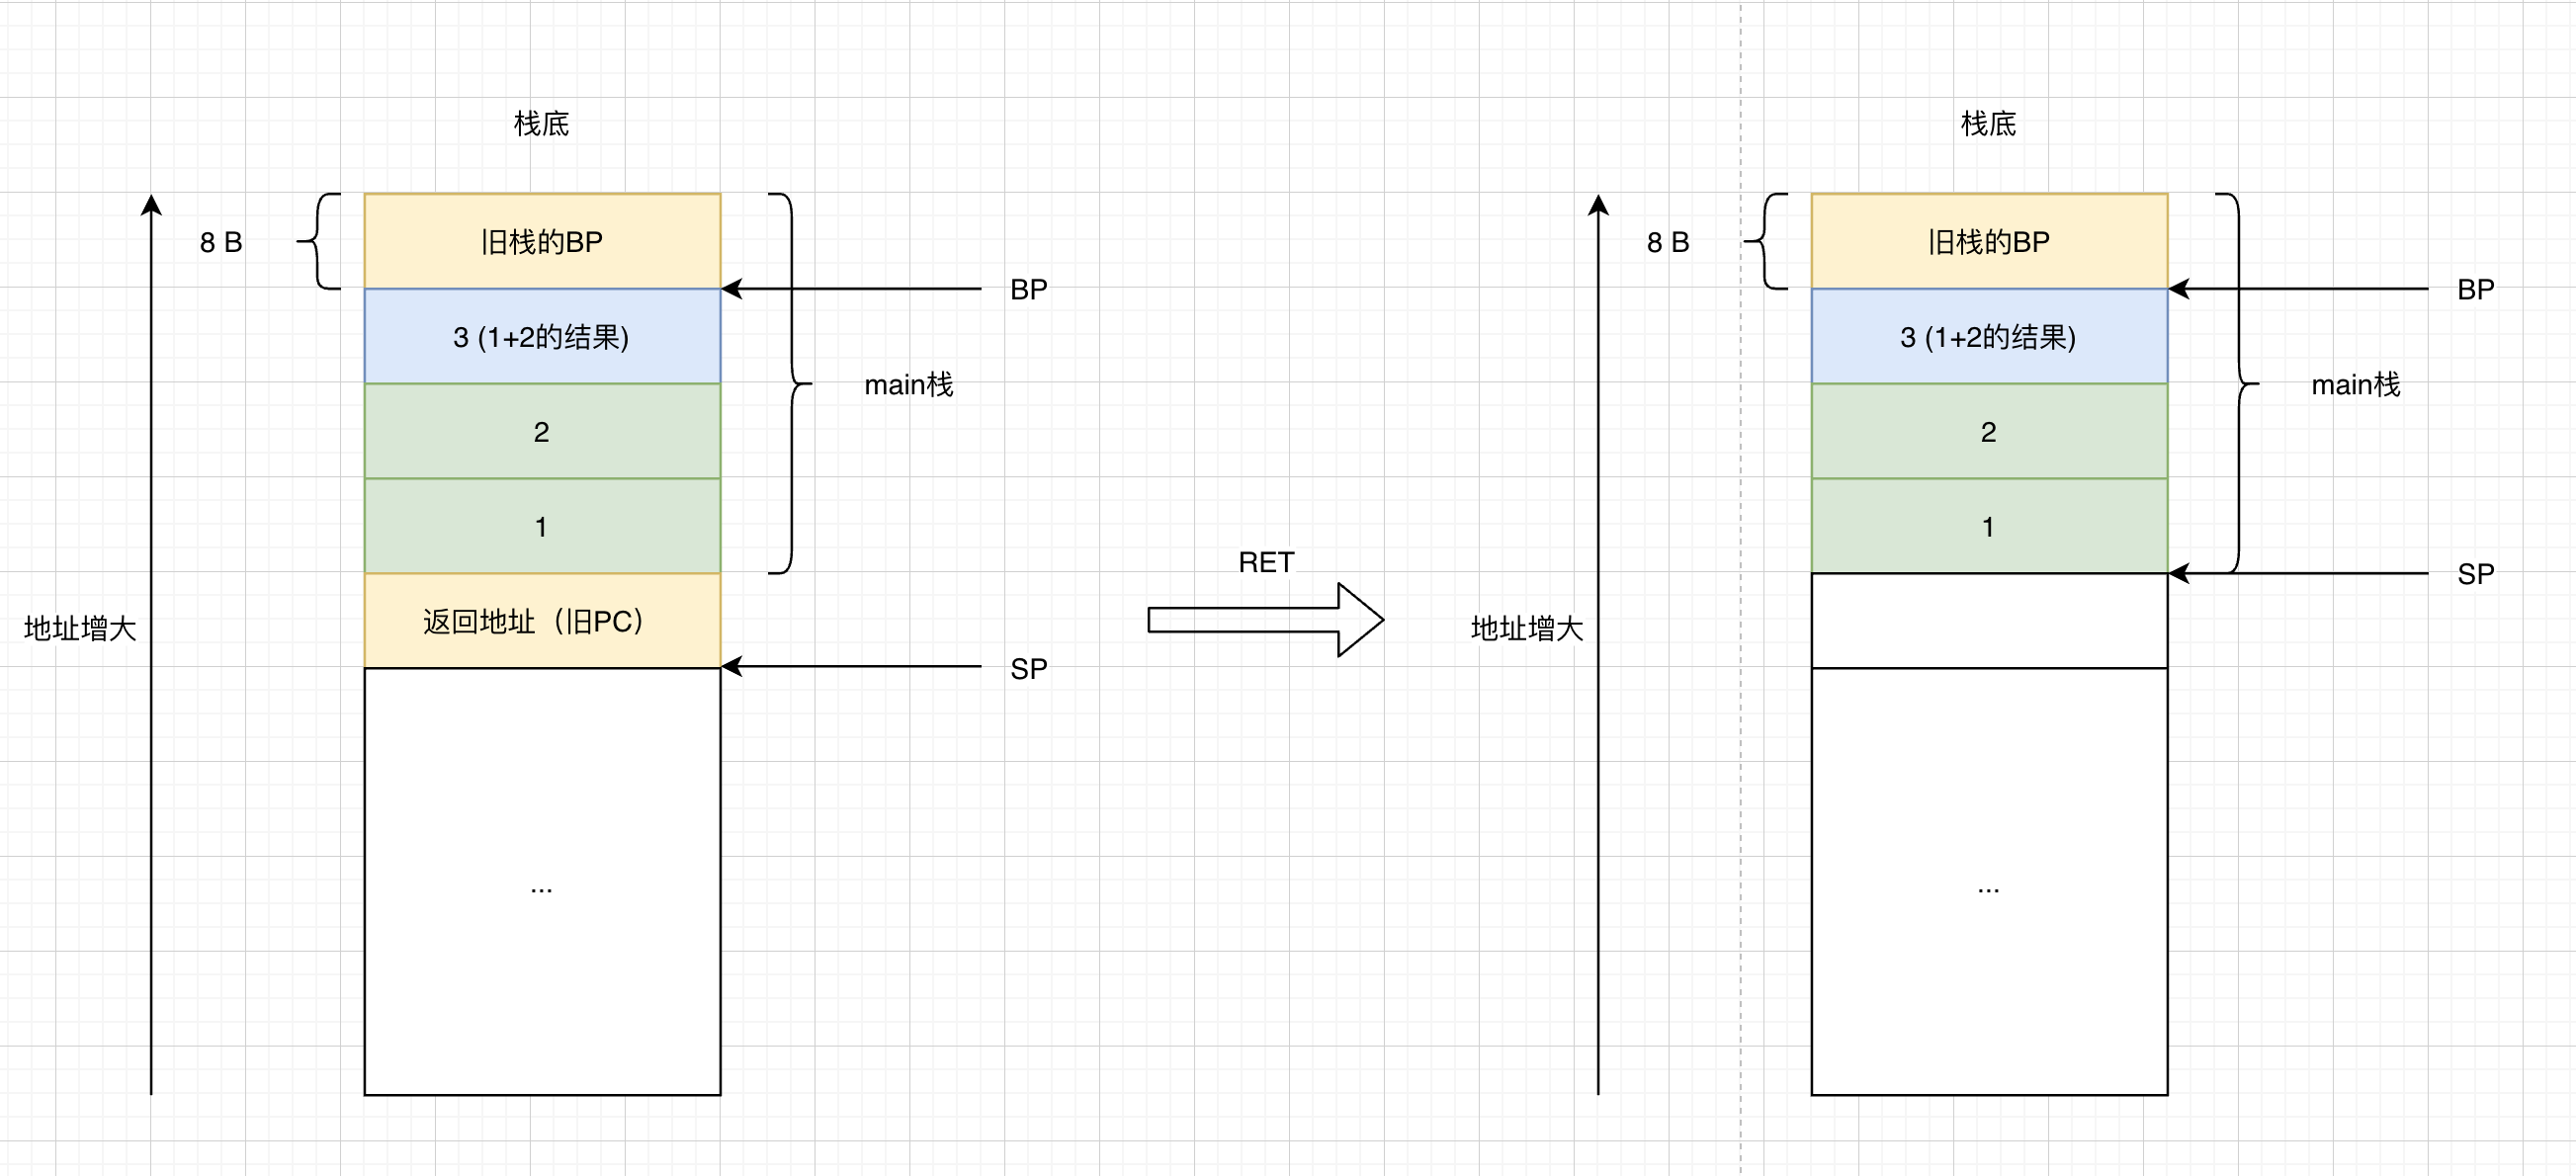 栈底
8 B
旧栈的BP
BP
3 (1+2的结果)
main栈
2
1
地址增大
返回地址（旧PC）
SP
...
RET
栈底
8 B
旧栈的BP
BP
3 (1+2的结果)
main栈
2
1
SP
地址增大
...